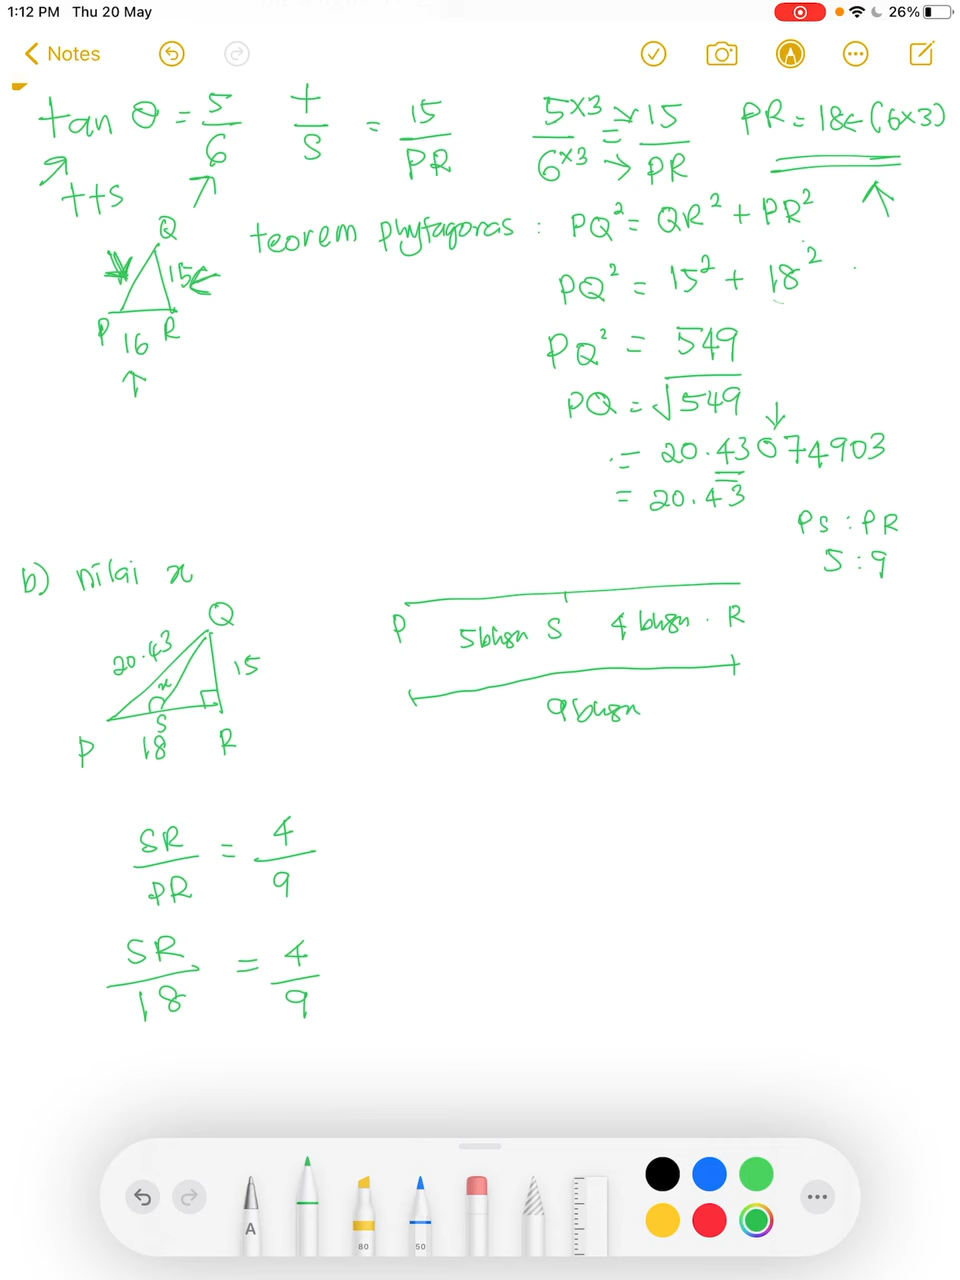 1:12 PM Thu 20 May 26%
Notes
tan θ = 5/6 t/s = 15/PR 5×3/6×3 = 15/PR PR = 18 ← (6×3)
tts
Q
15
P 16 R
teorem phytagoras : PQ² = QR² + PR²
PQ² = 15² + 18²
PQ² = 549
PQ = √549
= 20.43074903
= 20.43
PS : PR
5 : 9
b) nilai x
Q
20.43 15
x
S
P 18 R
P 5 bhgn S 4 bhgn R
9 bhgn
SR/PR = 4/9
SR/18 = 4/9
A 80 50